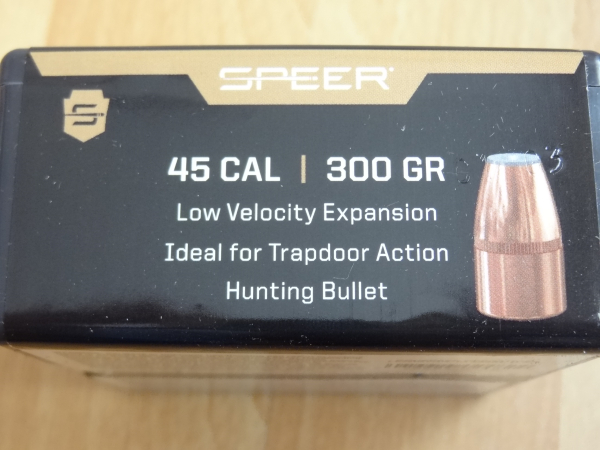 SPEER
45 CAL | 300 GR
Low Velocity Expansion
Ideal for Trapdoor Action
Hunting Bullet